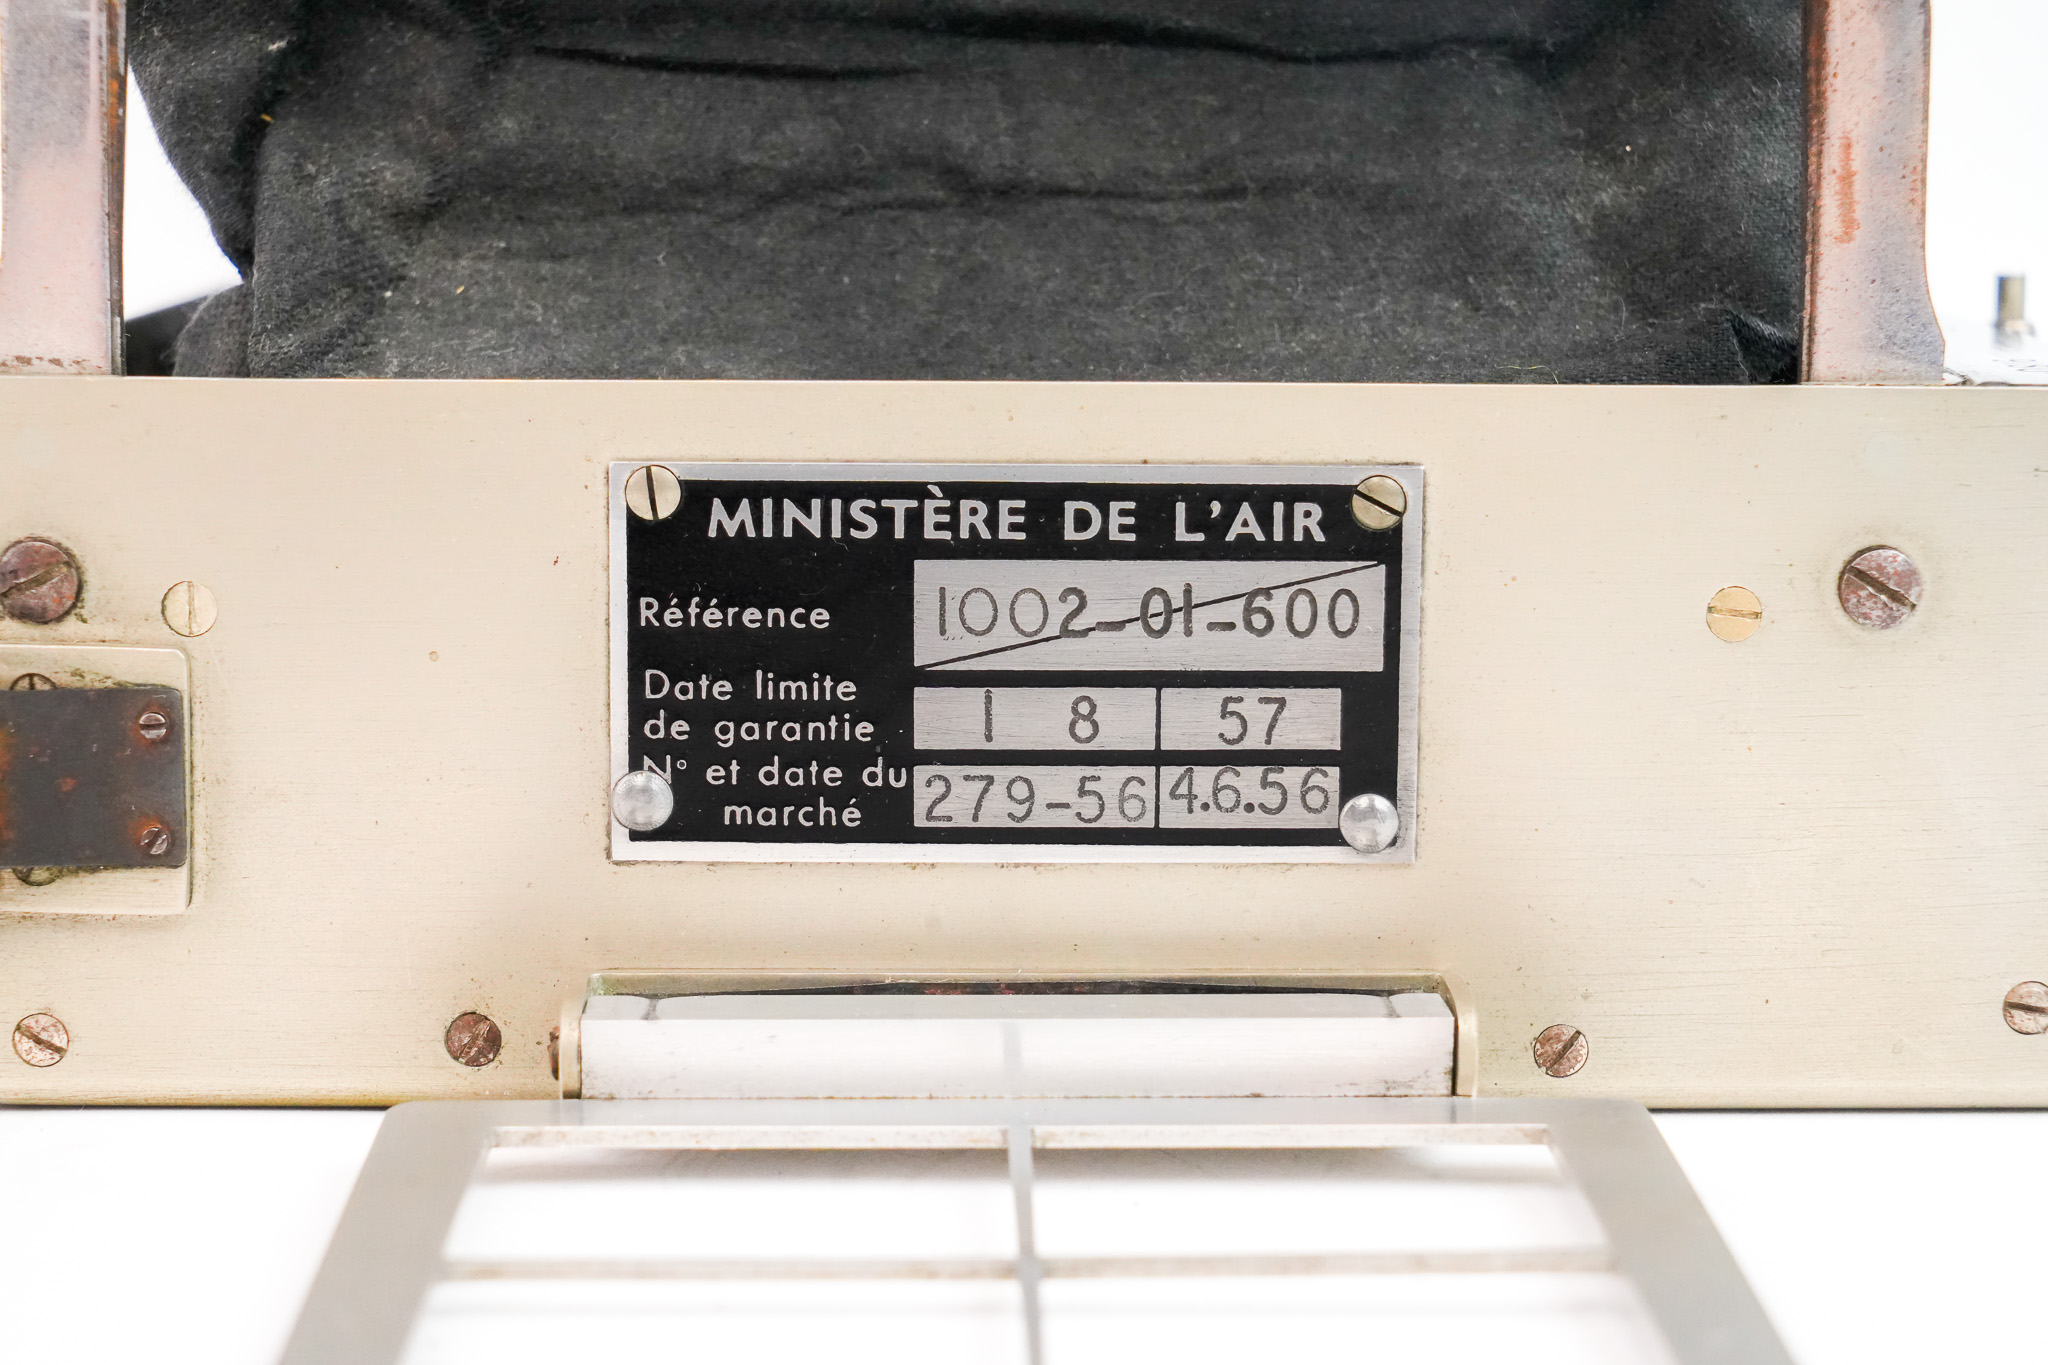 MINISTÈRE DE L'AIR
Référence 1002-01-600
Date limite
de garantie 1 8 57
N° et date du
marché 279-56 4.6.56